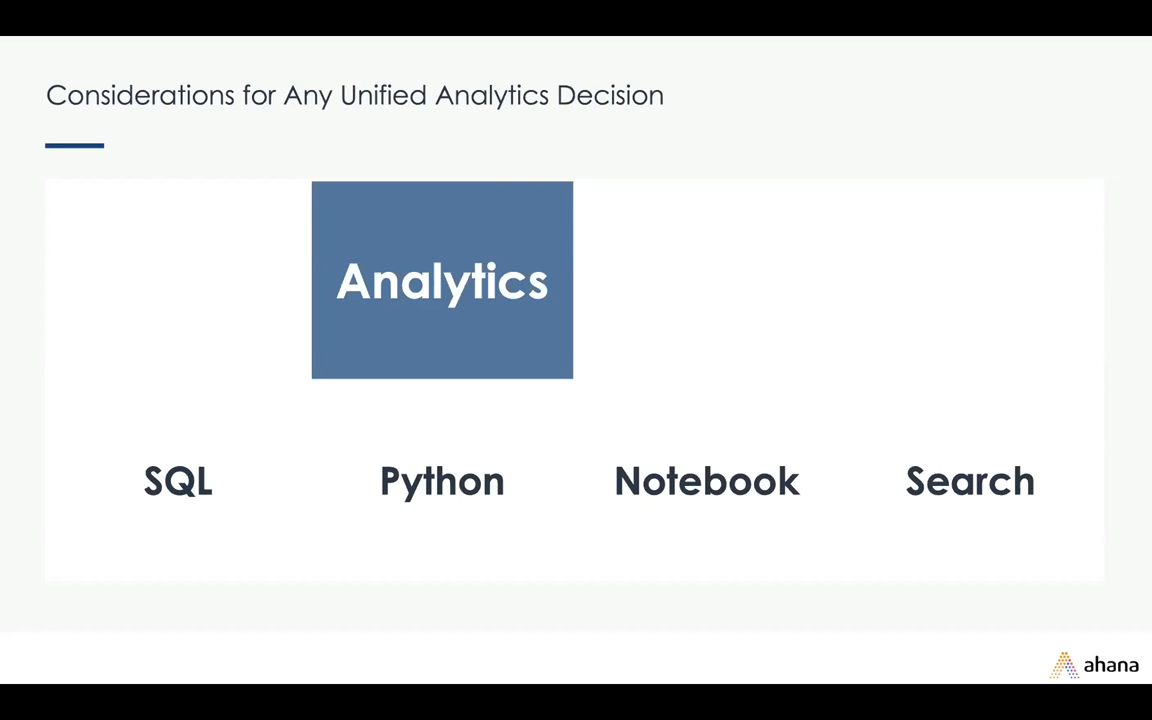 Considerations for Any Unified Analytics Decision
Analytics
SQL Python Notebook Search
ahana